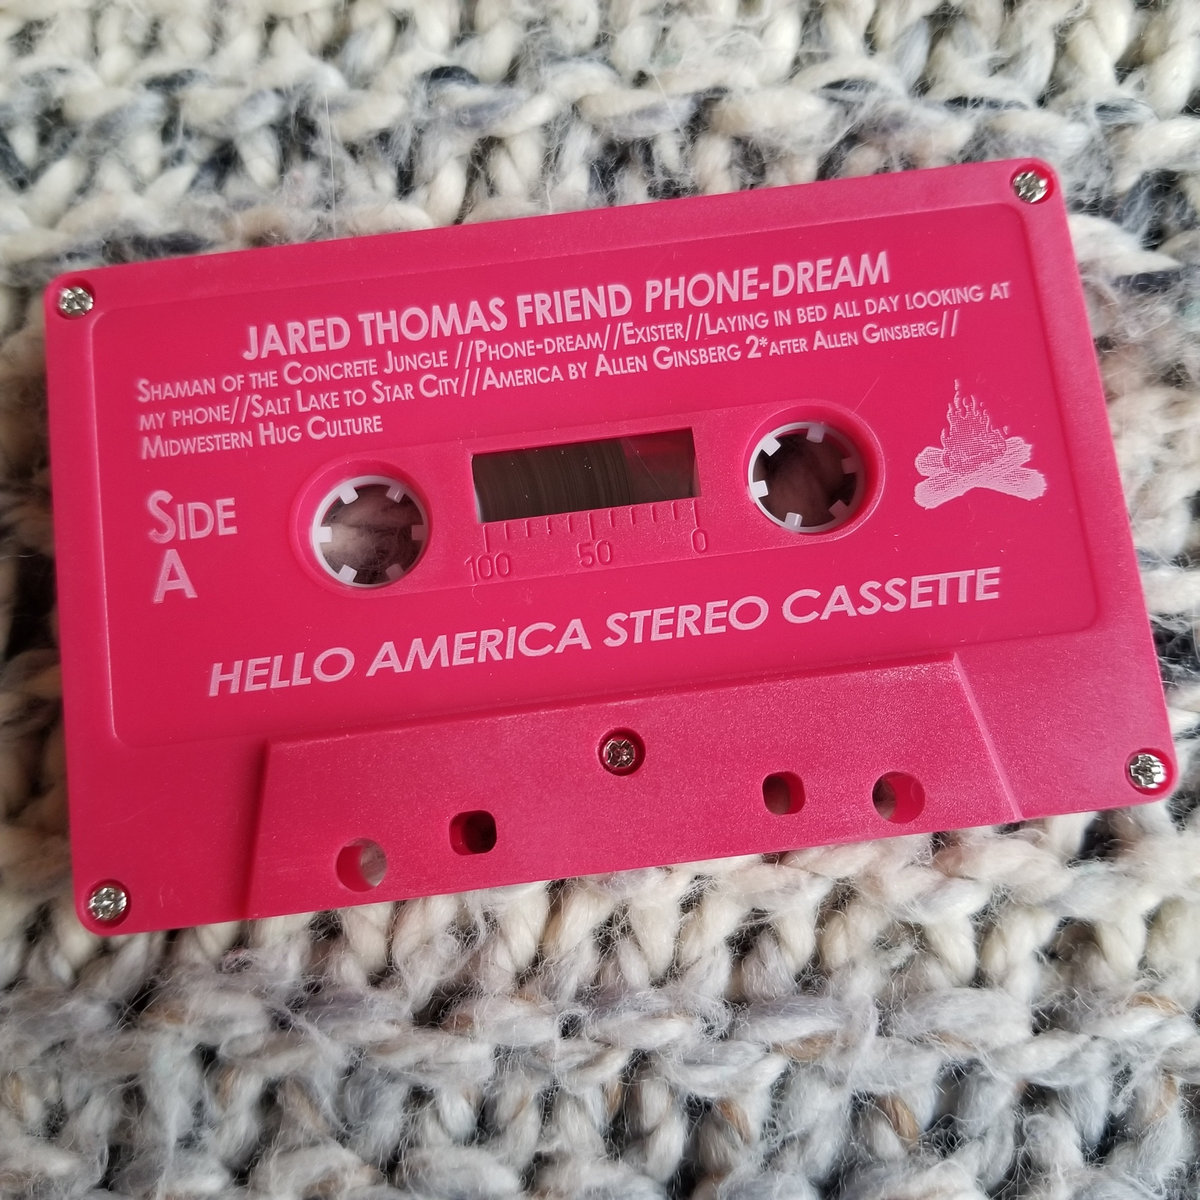 JARED THOMAS FRIEND PHONE-DREAM
SHAMAN OF THE CONCRETE JUNGLE //PHONE-DREAM//EXISTER//LAYING IN BED ALL DAY LOOKING AT
MY PHONE//SALT LAKE TO STAR CITY//AMERICA BY ALLEN GINSBERG 2*AFTER ALLEN GINSBERG//
MIDWESTERN HUG CULTURE
SIDE
A
100 50 0
HELLO AMERICA STEREO CASSETTE